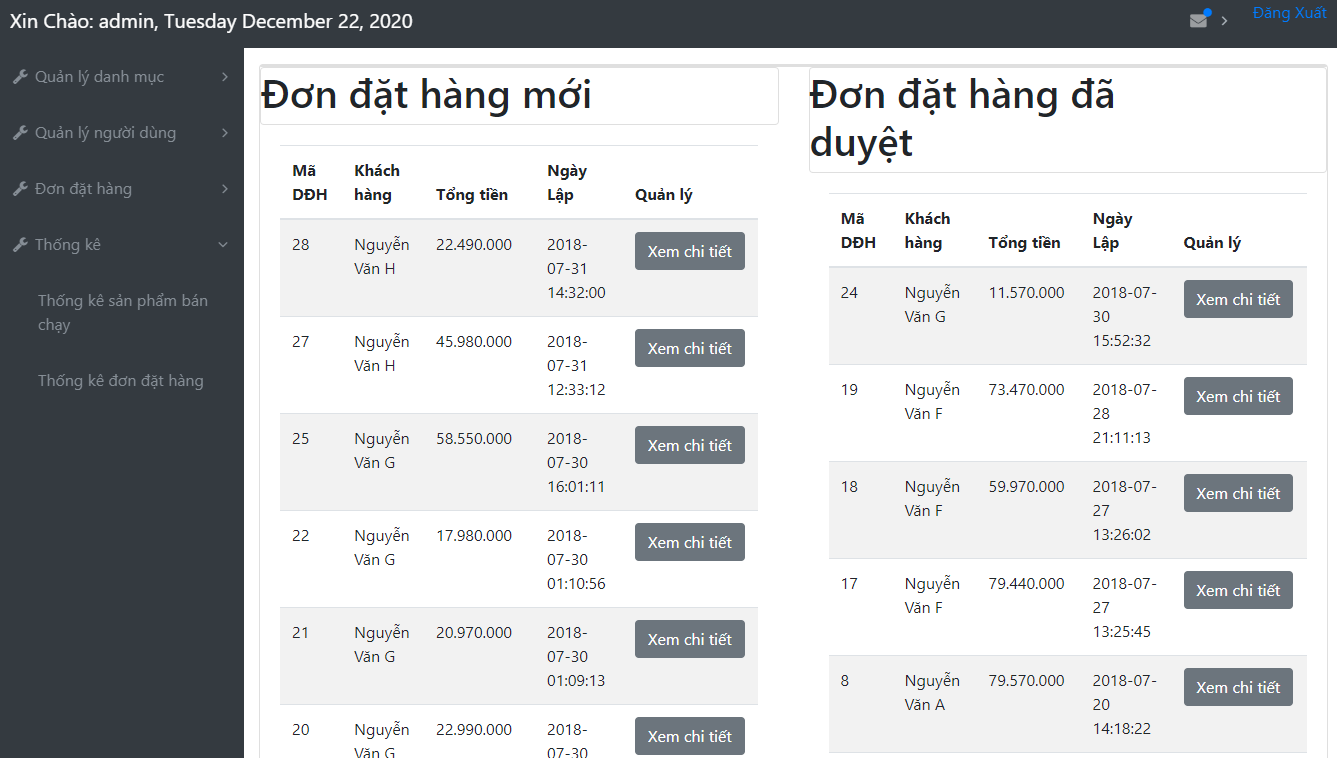 Xin Chào: admin, Tuesday December 22, 2020
Đăng Xuất
Quản lý danh mục
Quản lý người dùng
Đơn đặt hàng
Thống kê
Thống kê sản phẩm bán
chạy
Thống kê đơn đặt hàng
Đơn đặt hàng mới
Mã Khách Ngày
DĐH hàng Tổng tiền Lập Quản lý
28 Nguyễn 22.490.000 2018- Xem chi tiết
Văn H 07-31
14:32:00
27 Nguyễn 45.980.000 2018- Xem chi tiết
Văn H 07-31
12:33:12
25 Nguyễn 58.550.000 2018- Xem chi tiết
Văn G 07-30
16:01:11
22 Nguyễn 17.980.000 2018- Xem chi tiết
Văn G 07-30
01:10:56
21 Nguyễn 20.970.000 2018- Xem chi tiết
Văn G 07-30
01:09:13
20 Nguyễn 22.990.000 2018- Xem chi tiết
Văn G 07-30
Đơn đặt hàng đã
duyệt
Mã Khách Ngày
DĐH hàng Tổng tiền Lập Quản lý
24 Nguyễn 11.570.000 2018-07- Xem chi tiết
Văn G 30
15:52:32
19 Nguyễn 73.470.000 2018-07- Xem chi tiết
Văn F 28
21:11:13
18 Nguyễn 59.970.000 2018-07- Xem chi tiết
Văn F 27
13:26:02
17 Nguyễn 79.440.000 2018-07- Xem chi tiết
Văn F 27
13:25:45
8 Nguyễn 79.570.000 2018-07- Xem chi tiết
Văn A 20
14:18:22